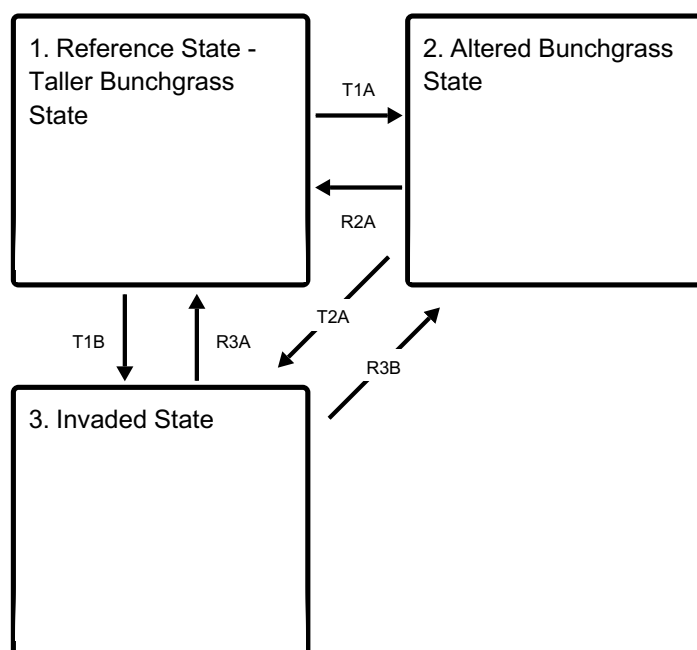 1. Reference State -
Taller Bunchgrass
State
2. Altered Bunchgrass
State
T1A
R2A
T2A
T1B
R3A
R3B
3. Invaded State